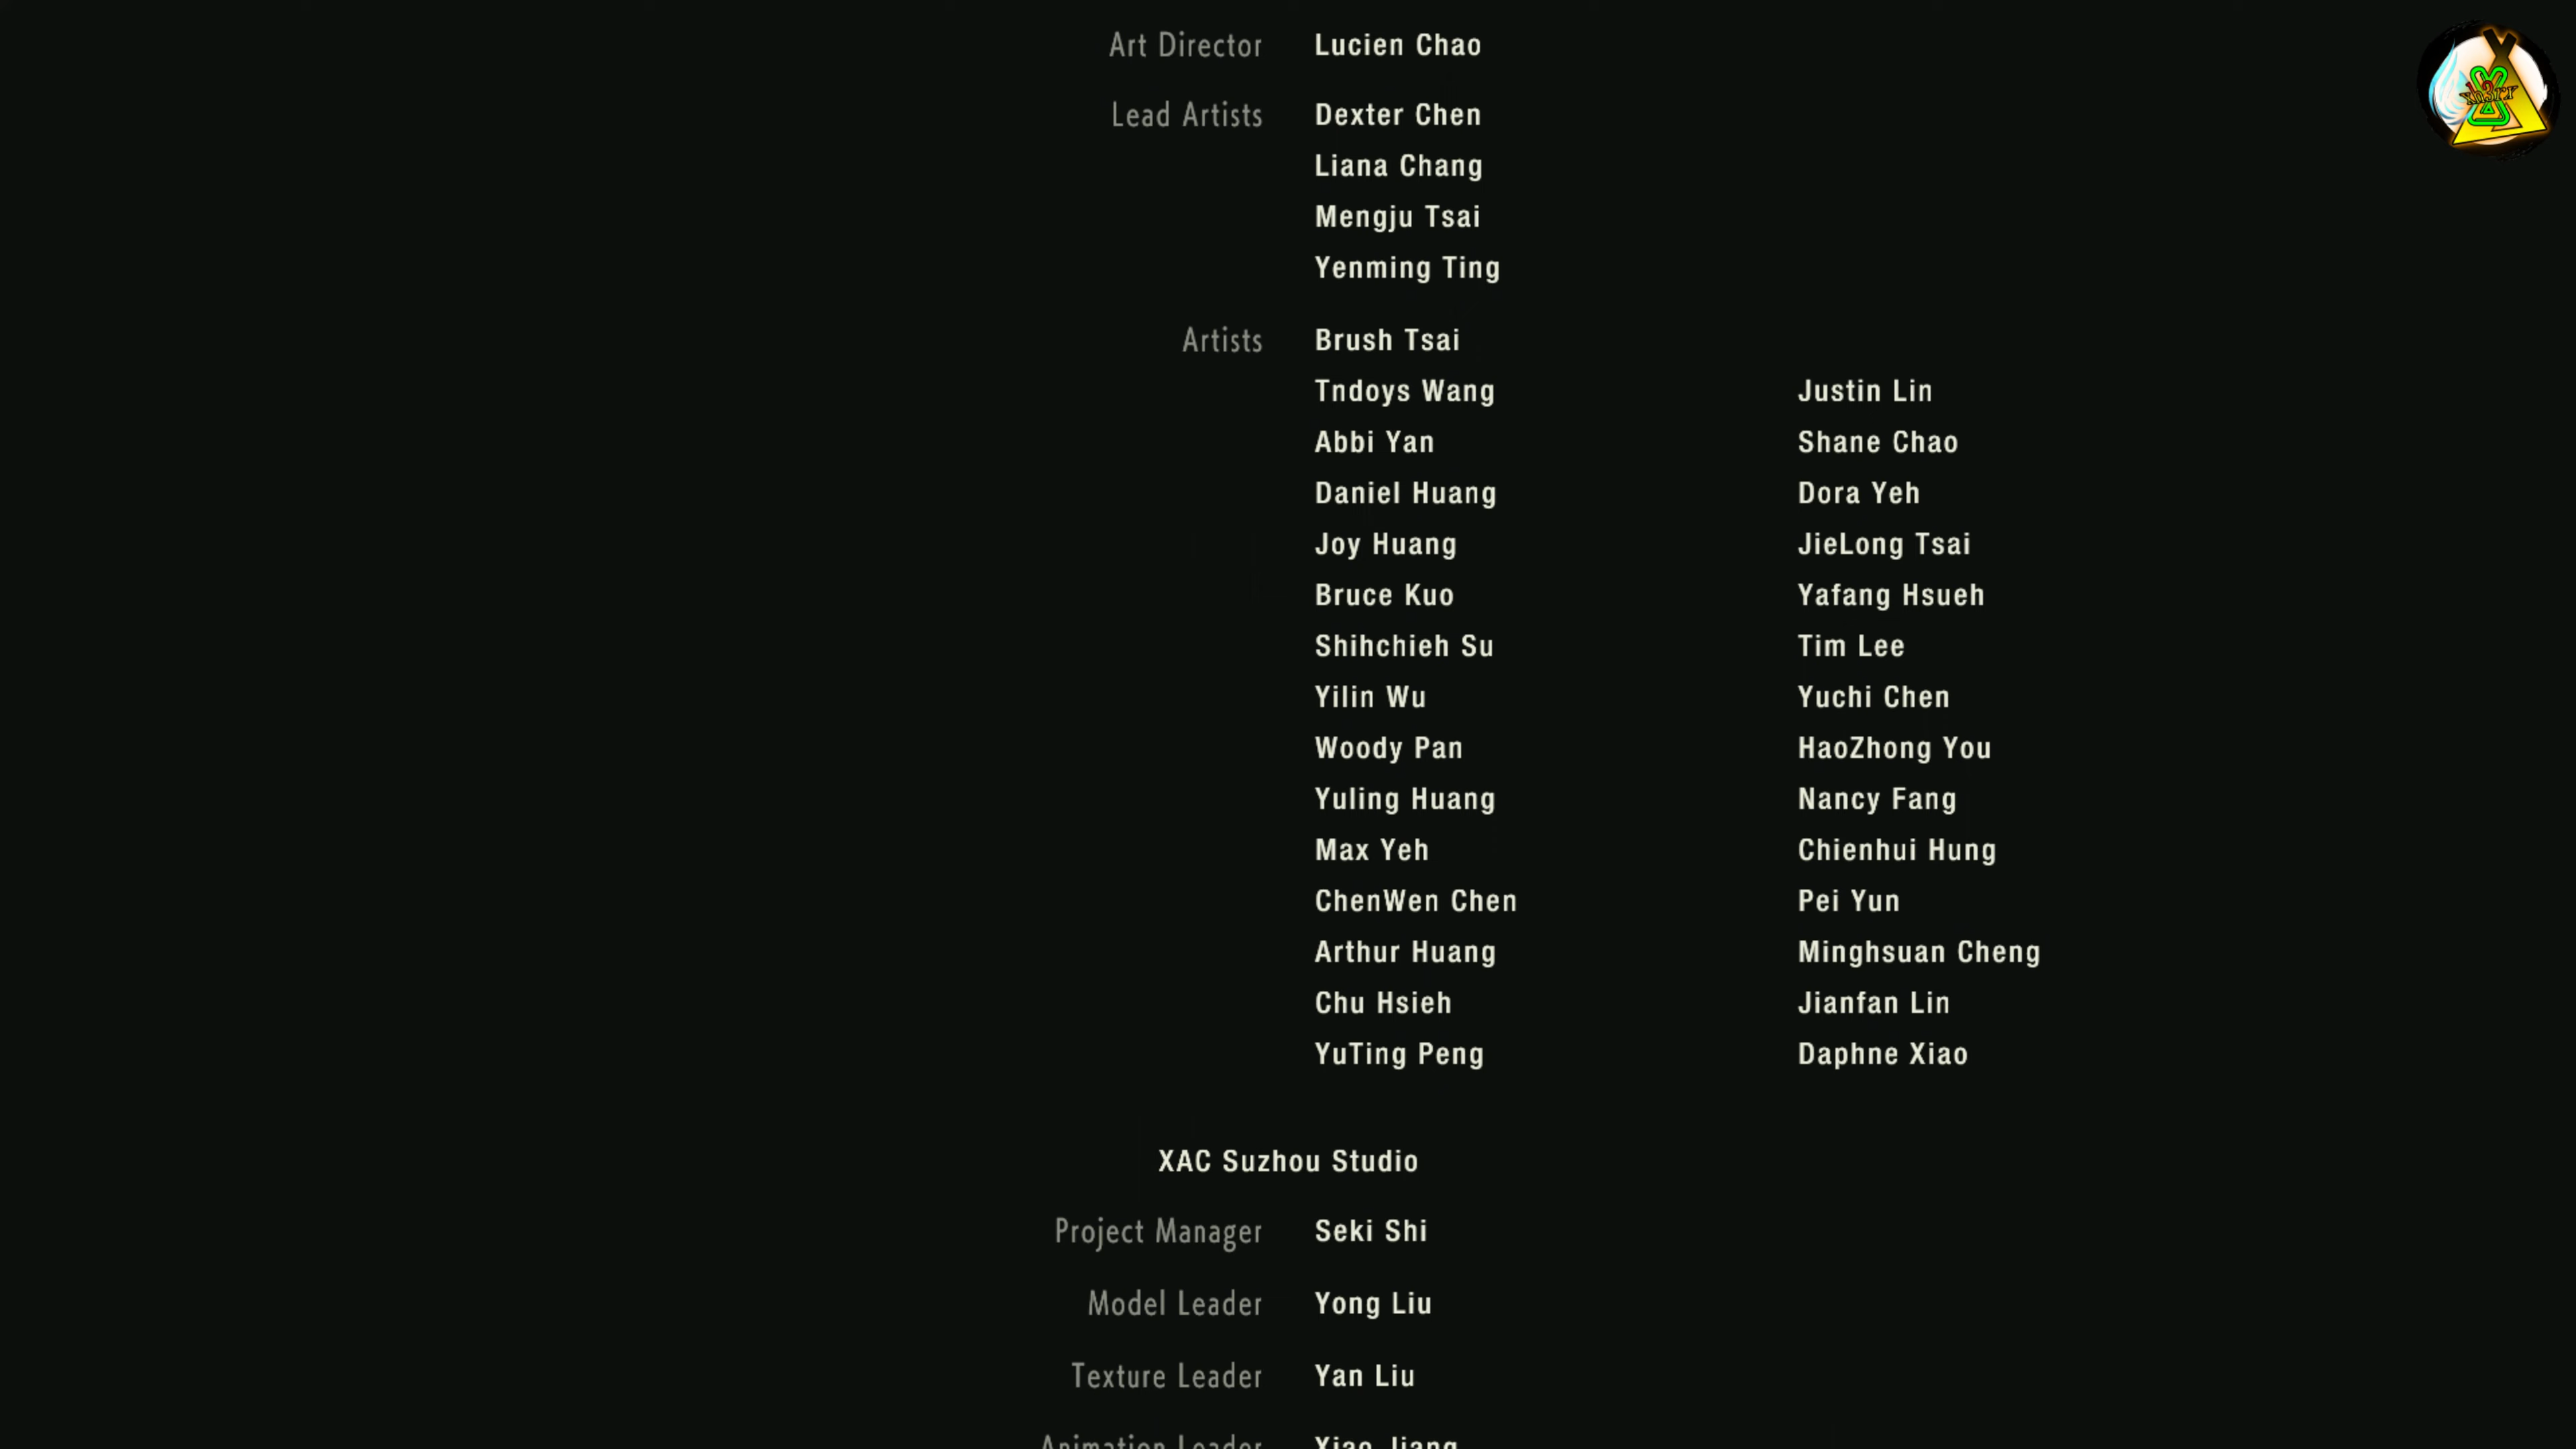 Art Director Lucien Chao
Lead Artists Dexter Chen
Liana Chang
Mengju Tsai
Yenming Ting
Artists Brush Tsai
Tndoys Wang Justin Lin
Abbi Yan Shane Chao
Daniel Huang Dora Yeh
Joy Huang JieLong Tsai
Bruce Kuo Yafang Hsueh
Shihchieh Su Tim Lee
Yilin Wu Yuchi Chen
Woody Pan HaoZhong You
Yuling Huang Nancy Fang
Max Yeh Chienhui Hung
ChenWen Chen Pei Yun
Arthur Huang Minghsuan Cheng
Chu Hsieh Jianfan Lin
YuTing Peng Daphne Xiao
XAC Suzhou Studio
Project Manager Seki Shi
Model Leader Yong Liu
Texture Leader Yan Liu
Animation Leader Xiao Jiang